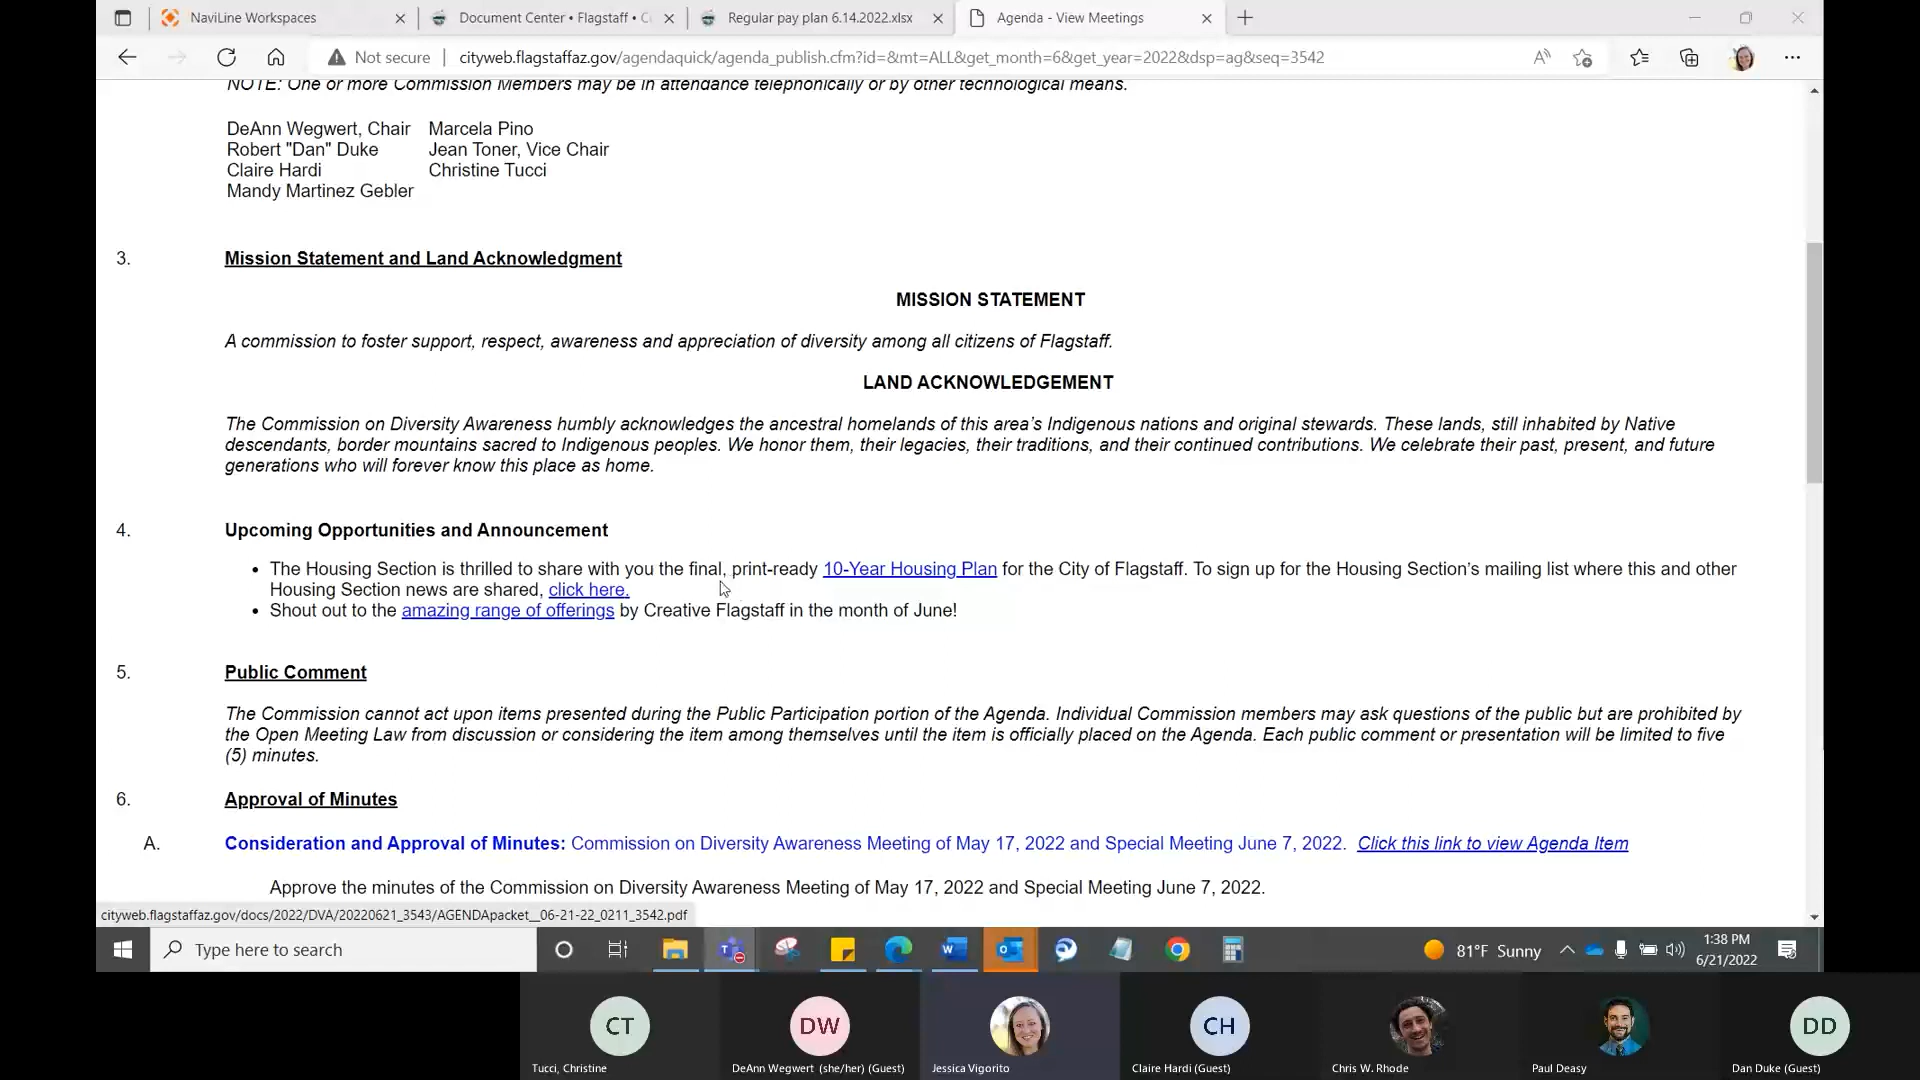 NaviLine Workspaces
Document Center • Flagstaff • C
Regular pay plan 6.14.2022.xlsx
Agenda - View Meetings
Not secure
cityweb.flagstaffaz.gov/agendaquick/agenda_publish.cfm?id=&mt=ALL&get_month=6&get_year=2022&dsp=ag&seq=3542
NOTE: One or more Commission Members may be in attendance telephonically or by other technological means.
DeAnn Wegwert, Chair Marcela Pino
Robert "Dan" Duke Jean Toner, Vice Chair
Claire Hardi Christine Tucci
Mandy Martinez Gebler
3. Mission Statement and Land Acknowledgment
MISSION STATEMENT
A commission to foster support, respect, awareness and appreciation of diversity among all citizens of Flagstaff.
LAND ACKNOWLEDGEMENT
The Commission on Diversity Awareness humbly acknowledges the ancestral homelands of this area's Indigenous nations and original stewards. These lands, still inhabited by Native
descendants, border mountains sacred to Indigenous peoples. We honor them, their legacies, their traditions, and their continued contributions. We celebrate their past, present, and future
generations who will forever know this place as home.
4. Upcoming Opportunities and Announcement
• The Housing Section is thrilled to share with you the final, print-ready 10-Year Housing Plan for the City of Flagstaff. To sign up for the Housing Section's mailing list where this and other
Housing Section news are shared, click here.
• Shout out to the amazing range of offerings by Creative Flagstaff in the month of June!
5. Public Comment
The Commission cannot act upon items presented during the Public Participation portion of the Agenda. Individual Commission members may ask questions of the public but are prohibited by
the Open Meeting Law from discussion or considering the item among themselves until the item is officially placed on the Agenda. Each public comment or presentation will be limited to five
(5) minutes.
6. Approval of Minutes
A. Consideration and Approval of Minutes: Commission on Diversity Awareness Meeting of May 17, 2022 and Special Meeting June 7, 2022. Click this link to view Agenda Item
Approve the minutes of the Commission on Diversity Awareness Meeting of May 17, 2022 and Special Meeting June 7, 2022.
cityweb.flagstaffaz.gov/docs/2022/DVA/20220621_3543/AGENDApacket__06-21-22_0211_3542.pdf
Type here to search
81°F Sunny
1:38 PM
6/21/2022
CT
DW
CH
DD
Tucci, Christine
DeAnn Wegwert (she/her) (Guest)
Jessica Vigorito
Claire Hardi (Guest)
Chris W. Rhode
Paul Deasy
Dan Duke (Guest)